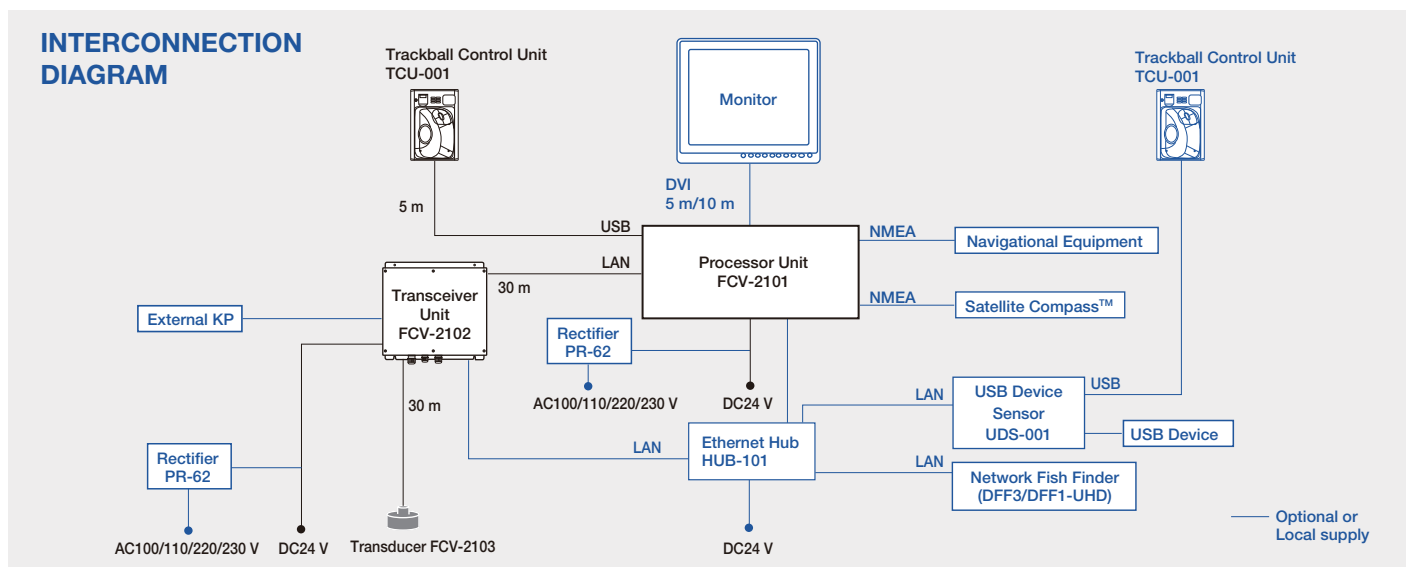 INTERCONNECTION
DIAGRAM
Trackball Control Unit
TCU-001
Monitor
Trackball Control Unit
TCU-001
DVI
5 m/10 m
5 m
USB
LAN
30 m
Processor Unit
FCV-2101
NMEA
Navigational Equipment
NMEA
Satellite Compass™
Transceiver
Unit
FCV-2102
External KP
Rectifier
PR-62
AC100/110/220/230 V
DC24 V
30 m
LAN
USB Device
Sensor
UDS-001
USB
USB Device
LAN
Ethernet Hub
HUB-101
LAN
Network Fish Finder
(DFF3/DFF1-UHD)
Rectifier
PR-62
AC100/110/220/230 V
DC24 V
Transducer FCV-2103
DC24 V
Optional or
Local supply